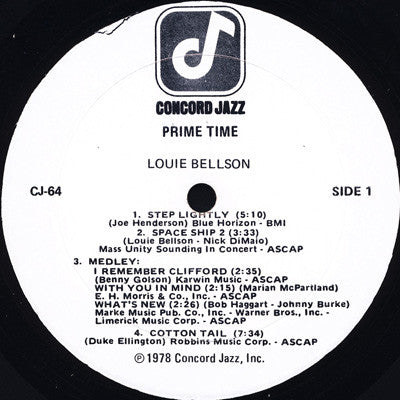 CONCORD JAZZ
PRIME TIME
LOUIE BELLSON
CJ-64 SIDE 1
1. STEP LIGHTLY (5:10)
(Joe Henderson) Blue Horizon - BMI
2. SPACE SHIP 2 (3:33)
(Louie Bellson - Nick DiMaio)
Mass Unity Sounding In Concert - ASCAP
3. MEDLEY:
I REMEMBER CLIFFORD (2:35)
(Benny Golson) Karwin Music - ASCAP
WITH YOU IN MIND (2:15) (Marian McPartland)
E. H. Morris & Co., Inc. - ASCAP
WHAT'S NEW (2:26) (Bob Haggart - Johnny Burke)
Marke Music Pub. Co., Inc. - Warner Bros., Inc. -
Limerick Music Corp. - ASCAP
4. COTTON TAIL (7:34)
(Duke Ellington) Robbins Music Corp. - ASCAP
℗ 1978 Concord Jazz, Inc.